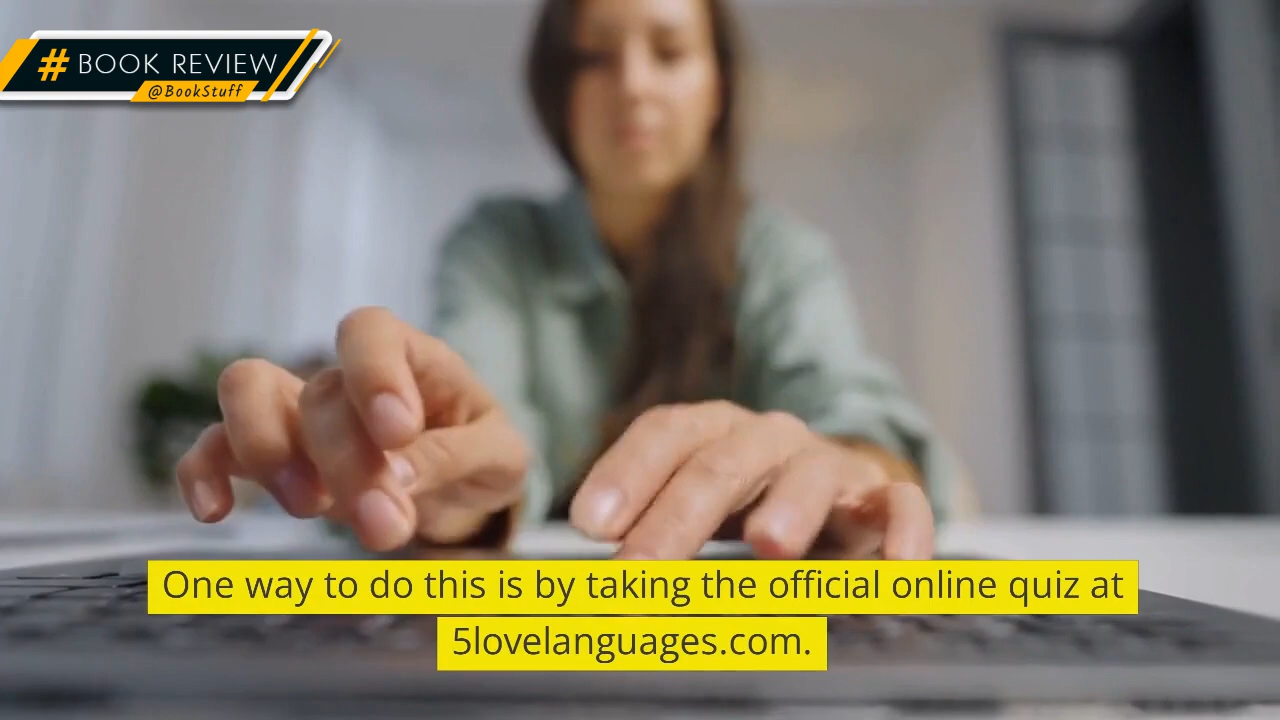 # BOOK REVIEW
@BookStuff
One way to do this is by taking the official online quiz at
5lovelanguages.com.